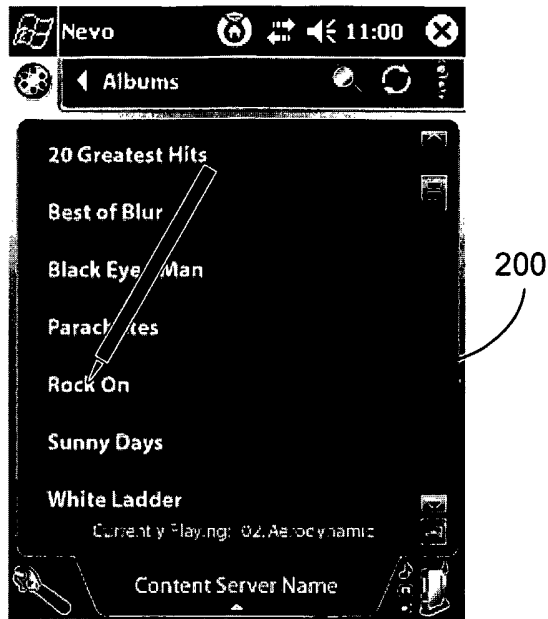 Nevo 11:00
Albums
20 Greatest Hits
Best of Blur
Black Eyed Man
Parachutes
200
Rock On
Sunny Days
White Ladder
Currently Playing: 02. Aerodynamic
Content Server Name